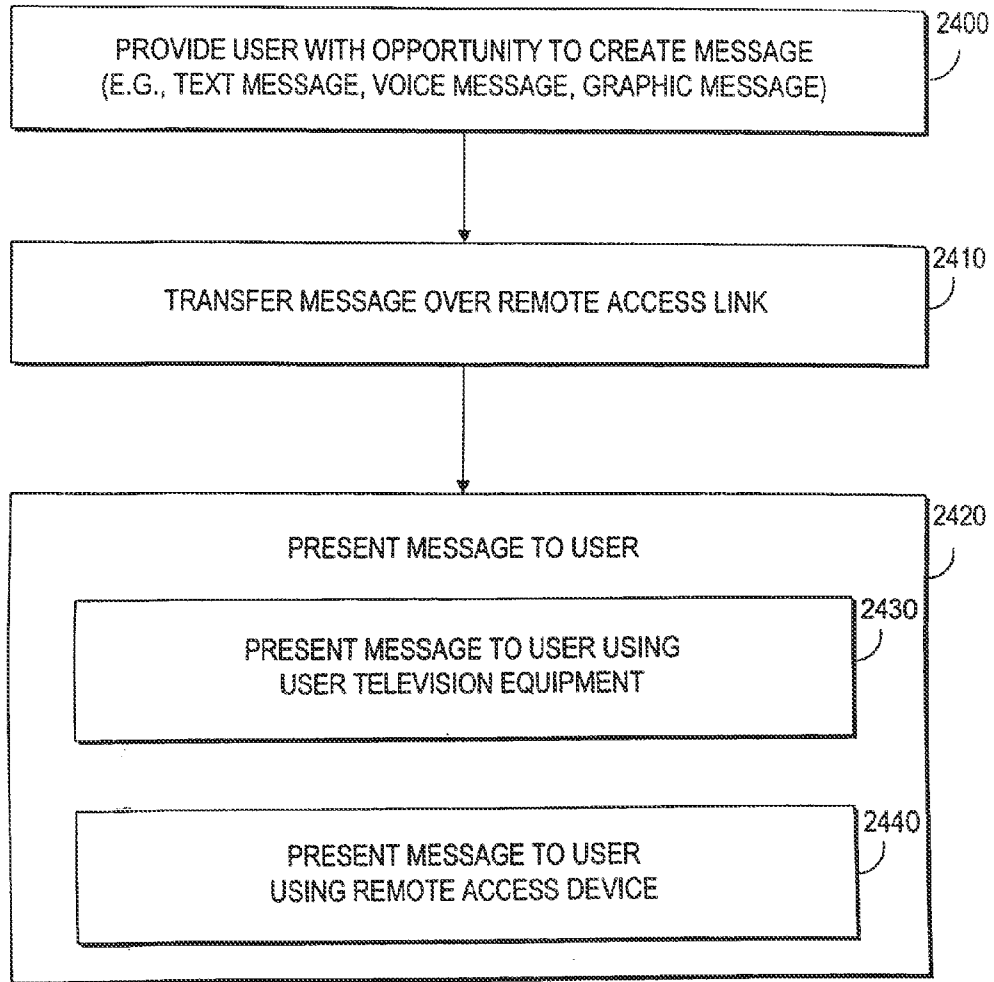 2400
PROVIDE USER WITH OPPORTUNITY TO CREATE MESSAGE
(E.G., TEXT MESSAGE, VOICE MESSAGE, GRAPHIC MESSAGE)
2410
TRANSFER MESSAGE OVER REMOTE ACCESS LINK
2420
PRESENT MESSAGE TO USER
2430
PRESENT MESSAGE TO USER USING
USER TELEVISION EQUIPMENT
2440
PRESENT MESSAGE TO USER
USING REMOTE ACCESS DEVICE